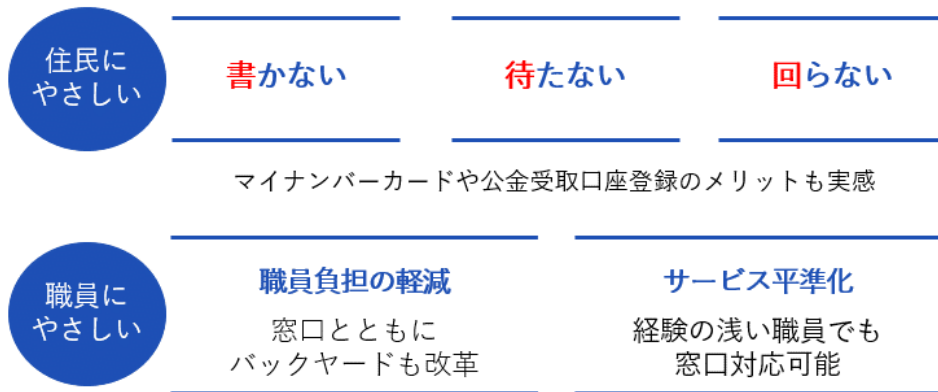 住民に
やさしい
書かない
待たない
回らない
マイナンバーカードや公金受取口座登録のメリットも実感
職員に
やさしい
職員負担の軽減
窓口とともに
バックヤードも改革
サービス平準化
経験の浅い職員でも
窓口対応可能